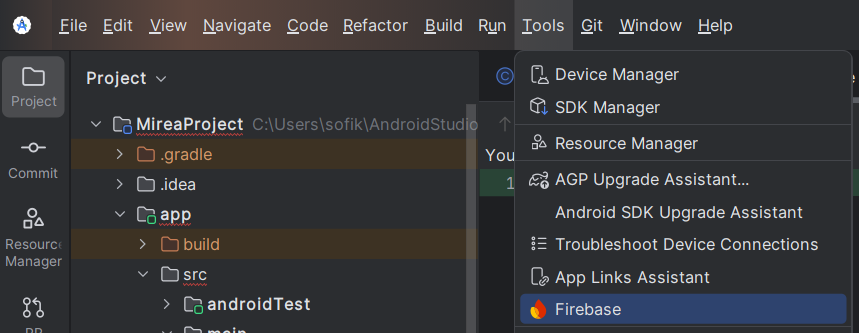 File Edit View Navigate Code Refactor Build Run Tools Git Window Help
Project
Commit
Resource
Manager
Project
MireaProject C:\Users\sofik\AndroidStudio
.gradle
.idea
app
build
src
androidTest
main
You
1
Device Manager
SDK Manager
Resource Manager
AGP Upgrade Assistant...
Android SDK Upgrade Assistant
Troubleshoot Device Connections
App Links Assistant
Firebase